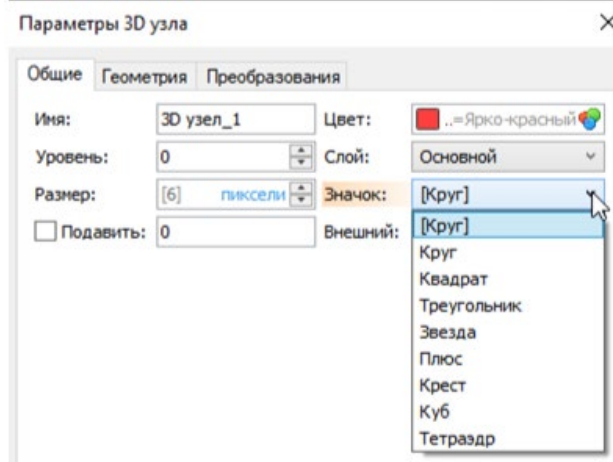 Параметры 3D узла
Общие Геометрия Преобразования
Имя: 3D узел_1 Цвет: ..=Ярко-красный
Уровень: 0 Слой: Основной
Размер: [6] пиксели Значок: [Круг]
Подавить: 0 Внешний: [Круг]
Круг
Квадрат
Треугольник
Звезда
Плюс
Крест
Куб
Тетраэдр